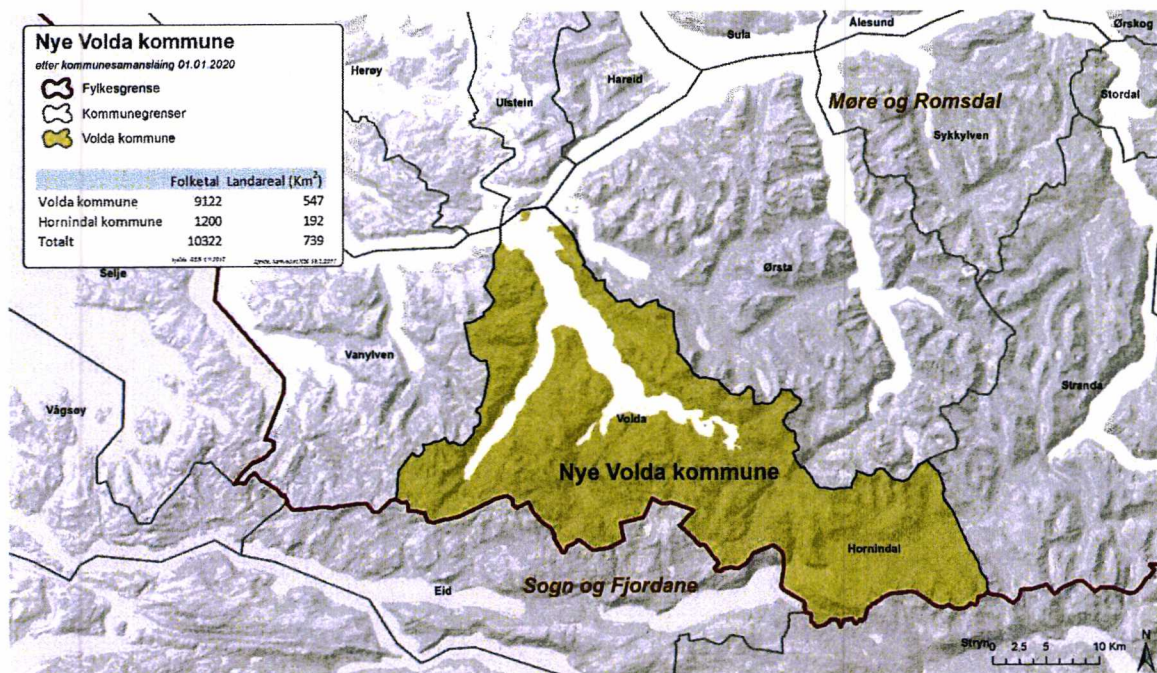 Nye Volda kommune
etter kommunesamanslåing 01.01.2020
Fylkesgrense
Kommunegrenser
Volda kommune
Folketal Landareal (Km²)
Volda kommune 9122 547
Hornindal kommune 1200 192
Totalt 10322 739
Ålesund
Ørskog
Sula
Herøy
Hareid
Ulstein
Møre og Romsdal
Stordal
Sykkylven
Selje
Ørsta
Vanylven
Stranda
Vågsøy
Volda
Nye Volda kommune
Hornindal
Eid
Sogn og Fjordane
Stryn
N
0 2,5 5 10 Km